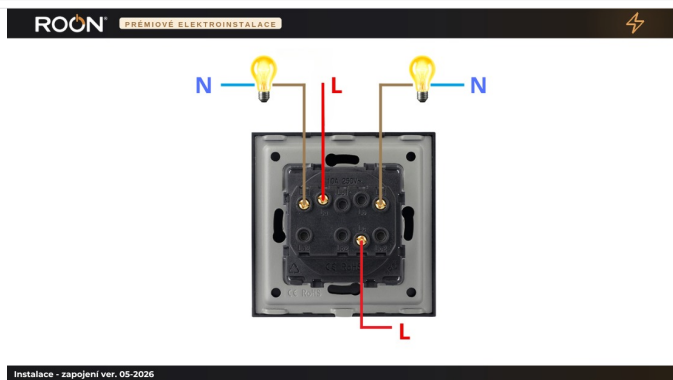 ROON®
PRÉMIOVÉ ELEKTROINSTALACE
N
L
N
L
Instalace - zapojení ver. 05-2026